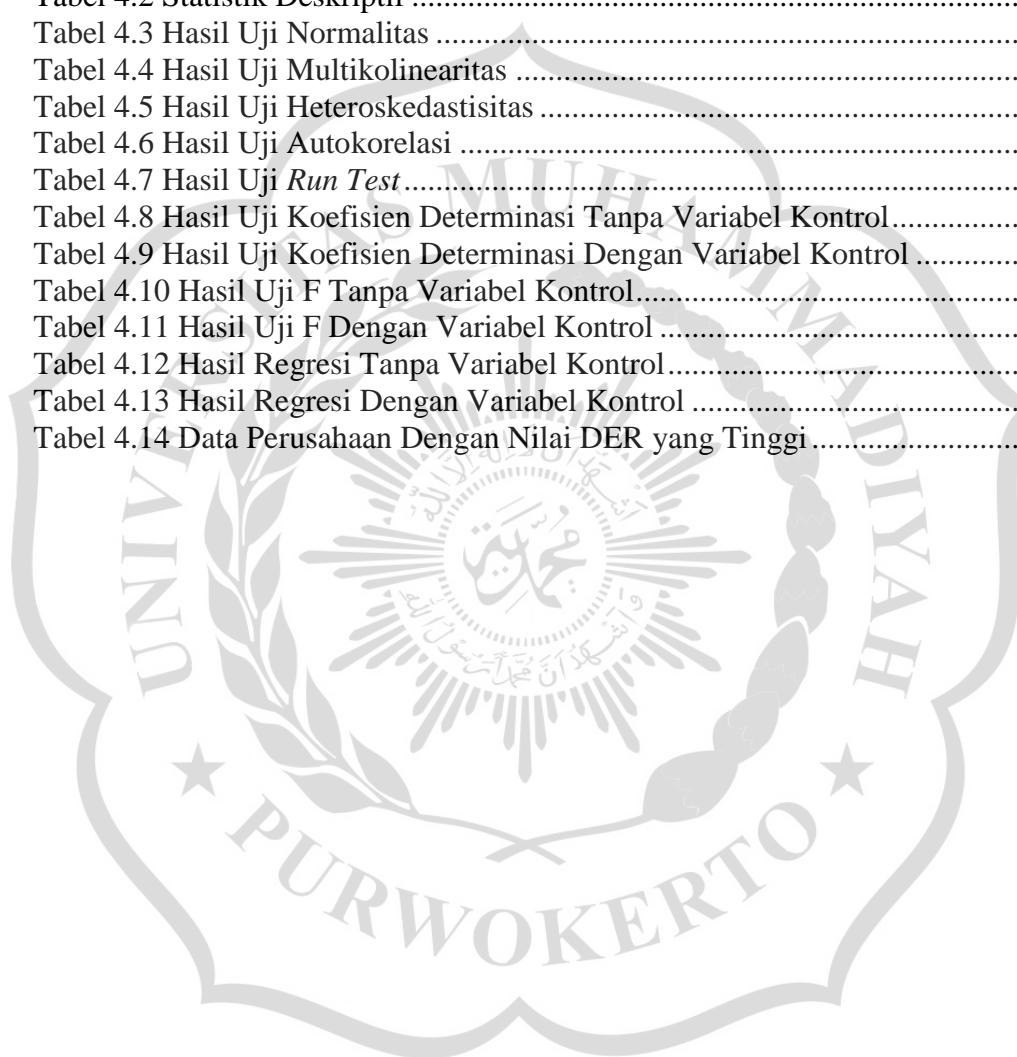 Tabel 4.2 Statistik Deskriptif ....................................................................................
Tabel 4.3 Hasil Uji Normalitas ................................................................................
Tabel 4.4 Hasil Uji Multikolinearitas ......................................................................
Tabel 4.5 Hasil Uji Heteroskedastisitas ..................................................................
Tabel 4.6 Hasil Uji Autokorelasi ............................................................................
Tabel 4.7 Hasil Uji Run Test ...................................................................................
Tabel 4.8 Hasil Uji Koefisien Determinasi Tanpa Variabel Kontrol ...................
Tabel 4.9 Hasil Uji Koefisien Determinasi Dengan Variabel Kontrol ...............
Tabel 4.10 Hasil Uji F Tanpa Variabel Kontrol ....................................................
Tabel 4.11 Hasil Uji F Dengan Variabel Kontrol .................................................
Tabel 4.12 Hasil Regresi Tanpa Variabel Kontrol ................................................
Tabel 4.13 Hasil Regresi Dengan Variabel Kontrol .............................................
Tabel 4.14 Data Perusahaan Dengan Nilai DER yang Tinggi ............................
UNIVERSITAS MUHAMMADIYAH
PURWOKERTO